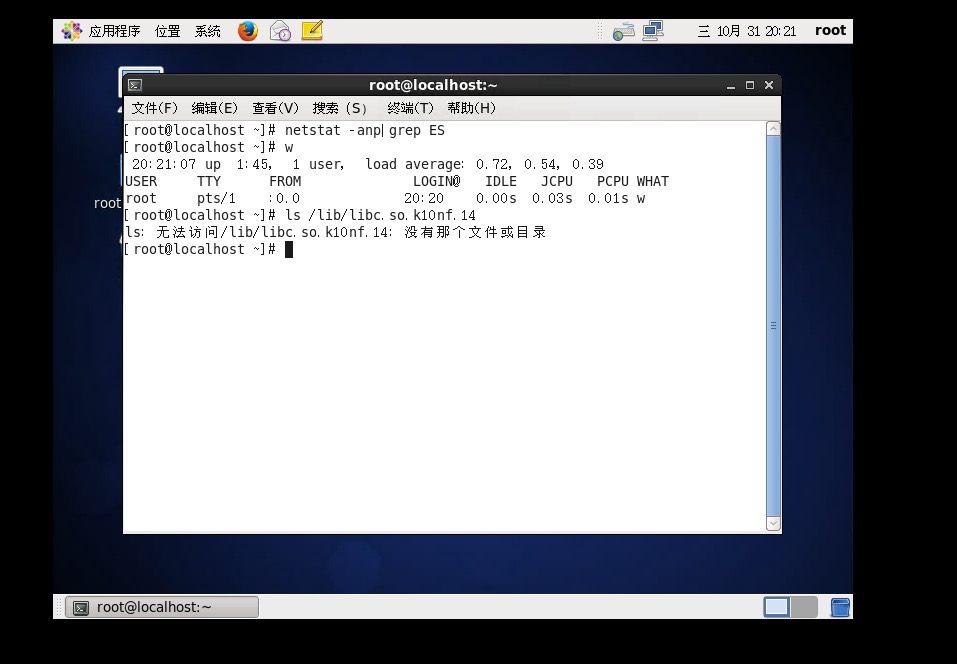 应用程序 位置 系统 三 10月 31 20:21 root
root@localhost:~
文件(F) 编辑(E) 查看(V) 搜索 (S) 终端(T) 帮助(H)
[root@localhost ~]# netstat -anp|grep ES
[root@localhost ~]# w
20:21:07 up 1:45, 1 user, load average: 0.72, 0.54, 0.39
USER TTY FROM LOGIN@ IDLE JCPU PCPU WHAT
root pts/1 :0.0 20:20 0.00s 0.03s 0.01s w
[root@localhost ~]# ls /lib/libc.so.k10nf.14
ls: 无法访问/lib/libc.so.k10nf.14: 没有那个文件或目录
[root@localhost ~]#
root
root@localhost:~